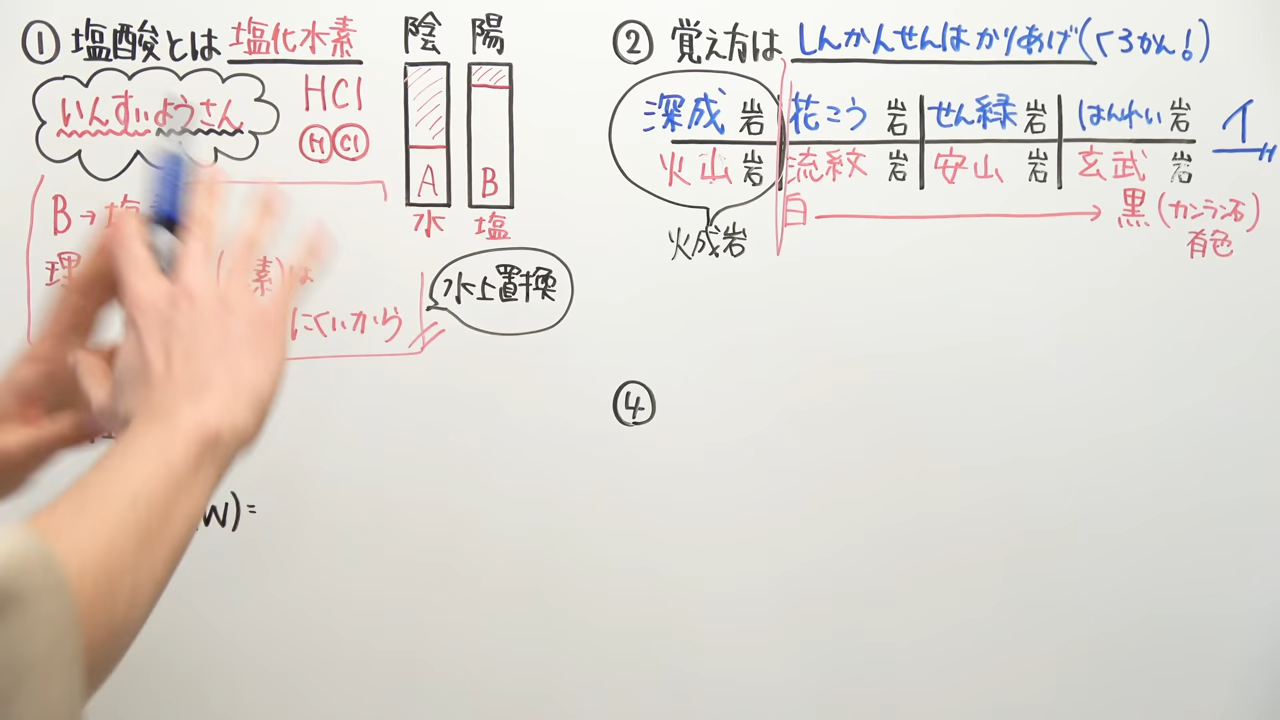 ① 塩酸とは 塩化水素
いんすいようさん
HCl
H Cl
陰 陽
A B
水 塩
B→塩
理 素)は
にくいから
水上置換
W)=
② 覚え方は しんかんせんはかりあげ(くろかん!)
深成岩 花こう岩 せん緑岩 はんれい岩 イ
火山岩 流紋岩 安山岩 玄武岩
火成岩
白 → 黒(カンラン石)
有色
④